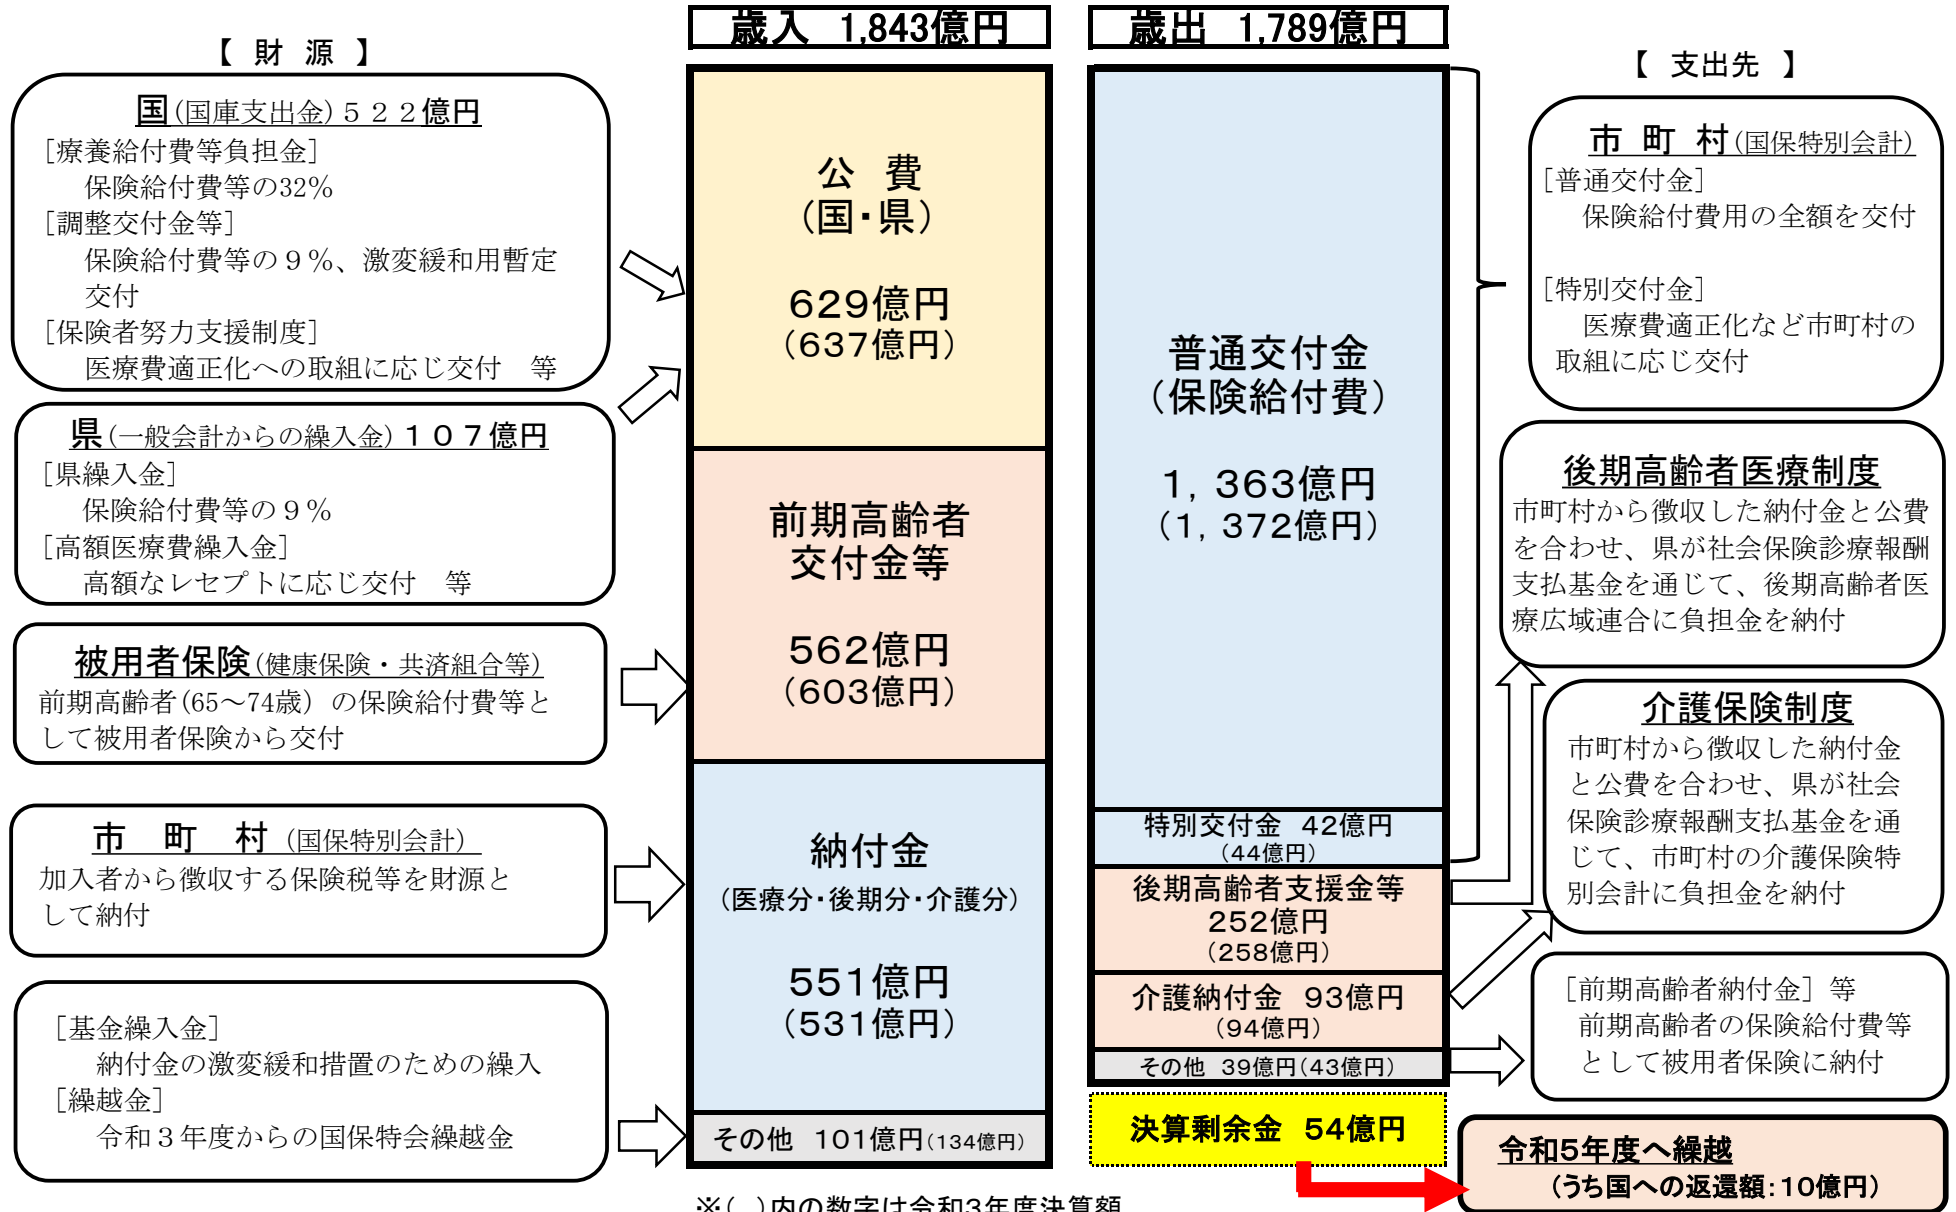 【 財 源 】
国(国庫支出金)５２２億円
[療養給付費等負担金]
保険給付費等の32%
[調整交付金等]
保険給付費等の９%、激変緩和用暫定
交付
[保険者努力支援制度]
医療費適正化への取組に応じ交付 等
県(一般会計からの繰入金)１０７億円
[県繰入金]
保険給付費等の９%
[高額医療費繰入金]
高額なレセプトに応じ交付 等
被用者保険(健康保険・共済組合等)
前期高齢者(65～74歳) の保険給付費等と
して被用者保険から交付
市 町 村 (国保特別会計)
加入者から徴収する保険税等を財源と
して納付
[基金繰入金]
納付金の激変緩和措置のための繰入
[繰越金]
令和３年度からの国保特会繰越金
歳入 1,843億円
公 費
(国・県)
629億円
(637億円)
前期高齢者
交付金等
562億円
(603億円)
納付金
(医療分・後期分・介護分)
551億円
(531億円)
その他 101億円(134億円)
※( )内の数字は令和3年度決算額
歳出 1,789億円
普通交付金
(保険給付費)
1, 363億円
(1, 372億円)
特別交付金 42億円
(44億円)
後期高齢者支援金等
252億円
(258億円)
介護納付金 93億円
(94億円)
その他 39億円(43億円)
決算剰余金 54億円
【 支出先 】
市 町 村(国保特別会計)
[普通交付金]
保険給付費用の全額を交付
[特別交付金]
医療費適正化など市町村の
取組に応じ交付
後期高齢者医療制度
市町村から徴収した納付金と公費
を合わせ、県が社会保険診療報酬
支払基金を通じて、後期高齢者医
療広域連合に負担金を納付
介護保険制度
市町村から徴収した納付金
と公費を合わせ、県が社会
保険診療報酬支払基金を通
じて、市町村の介護保険特
別会計に負担金を納付
[前期高齢者納付金] 等
前期高齢者の保険給付費等
として被用者保険に納付
令和5年度へ繰越
(うち国への返還額:10億円)